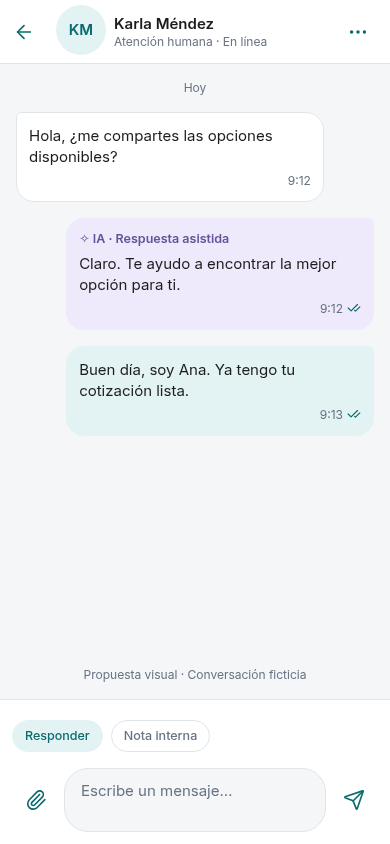 KM
Karla Méndez
Atención humana · En línea
Hoy
Hola, ¿me compartes las opciones
disponibles?
9:12
✧ IA · Respuesta asistida
Claro. Te ayudo a encontrar la mejor
opción para ti.
9:12
Buen día, soy Ana. Ya tengo tu
cotización lista.
9:13
Propuesta visual · Conversación ficticia
Responder
Nota interna
Escribe un mensaje...